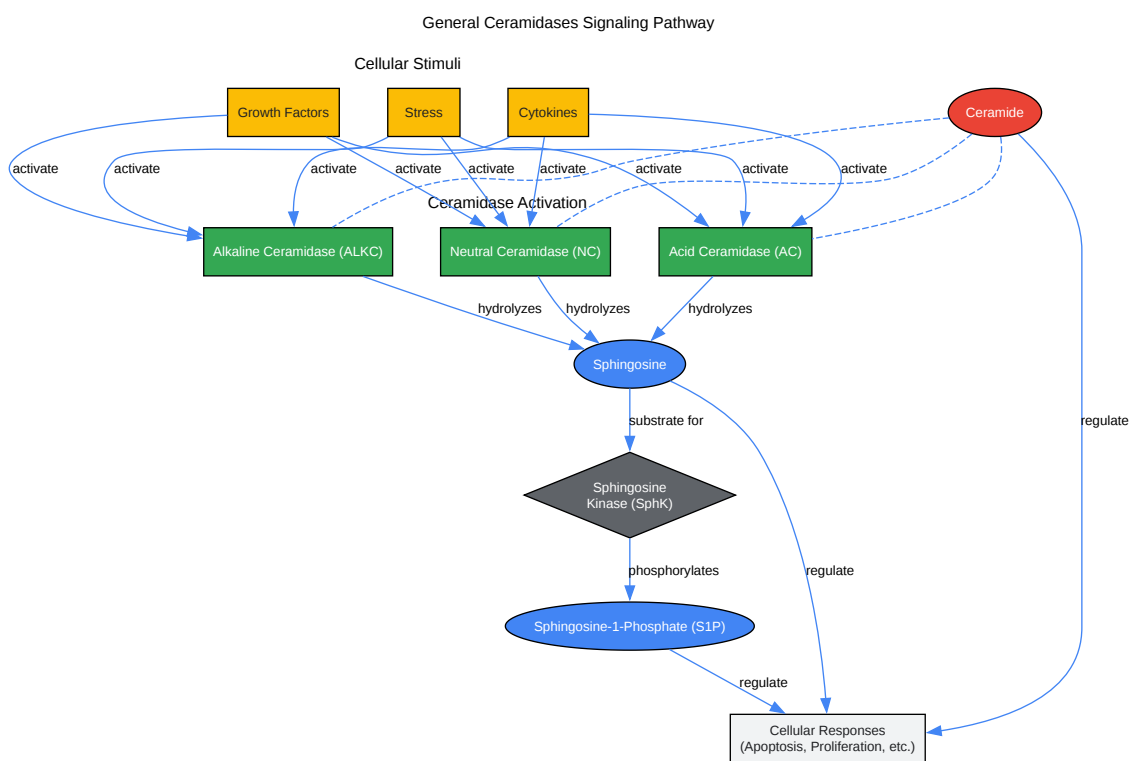 General Ceramidases Signaling Pathway
Cellular Stimuli
Growth Factors
Stress
Cytokines
Ceramide
activate
activate
activate
activate
activate
activate
activate
activate
activate
Ceramidase Activation
Alkaline Ceramidase (ALKC)
Neutral Ceramidase (NC)
Acid Ceramidase (AC)
hydrolyzes
hydrolyzes
hydrolyzes
Sphingosine
substrate for
regulate
Sphingosine
Kinase (SphK)
phosphorylates
regulate
Sphingosine-1-Phosphate (S1P)
regulate
Cellular Responses
(Apoptosis, Proliferation, etc.)